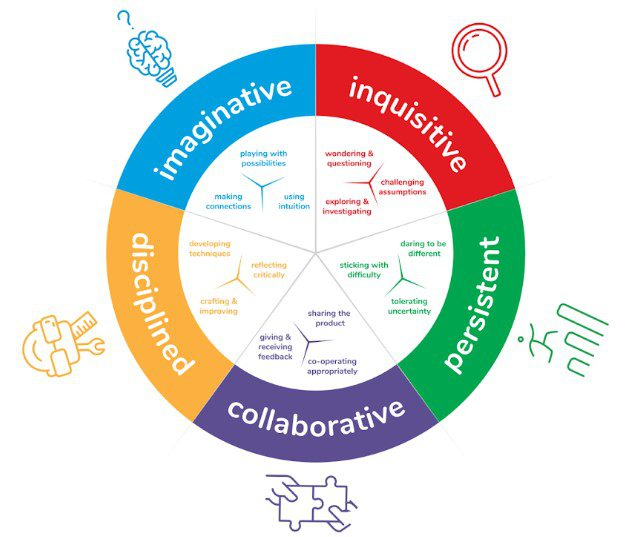 ?
imaginative
inquisitive
playing with
possibilities
making
connections
using
intuition
wondering &
questioning
challenging
assumptions
exploring &
investigating
disciplined
developing
techniques
reflecting
critically
crafting &
improving
persistent
daring to be
different
sticking with
difficulty
tolerating
uncertainty
sharing the
product
giving &
receiving
feedback
co-operating
appropriately
collaborative